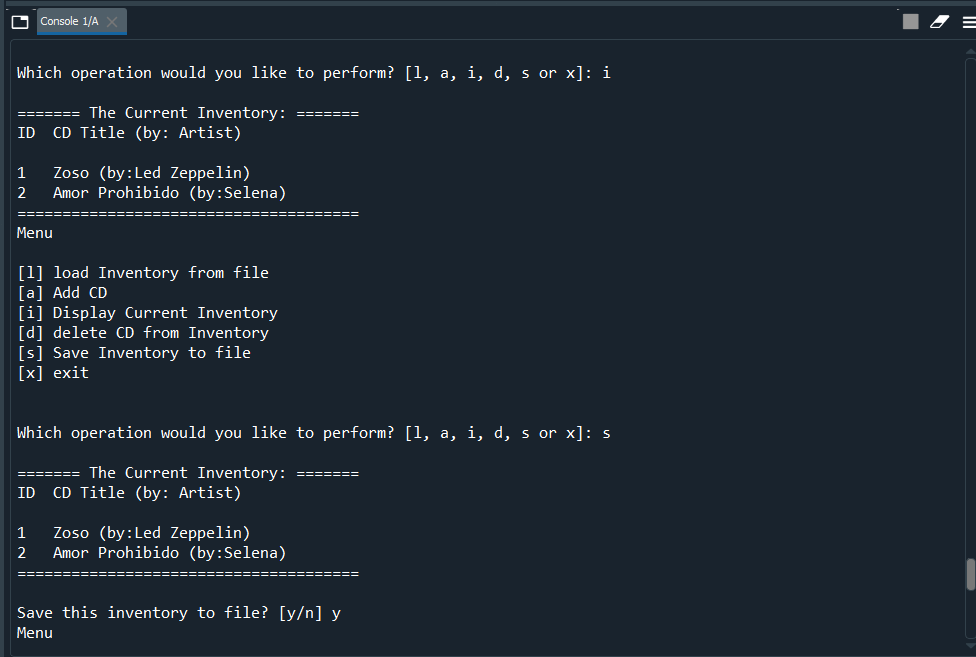 Console 1/A
Which operation would you like to perform? [l, a, i, d, s or x]: i
======= The Current Inventory: =======
ID  CD Title (by: Artist)
1   Zoso (by:Led Zeppelin)
2   Amor Prohibido (by:Selena)
======================================
Menu
[l] load Inventory from file
[a] Add CD
[i] Display Current Inventory
[d] delete CD from Inventory
[s] Save Inventory to file
[x] exit
Which operation would you like to perform? [l, a, i, d, s or x]: s
======= The Current Inventory: =======
ID  CD Title (by: Artist)
1   Zoso (by:Led Zeppelin)
2   Amor Prohibido (by:Selena)
======================================
Save this inventory to file? [y/n] y
Menu